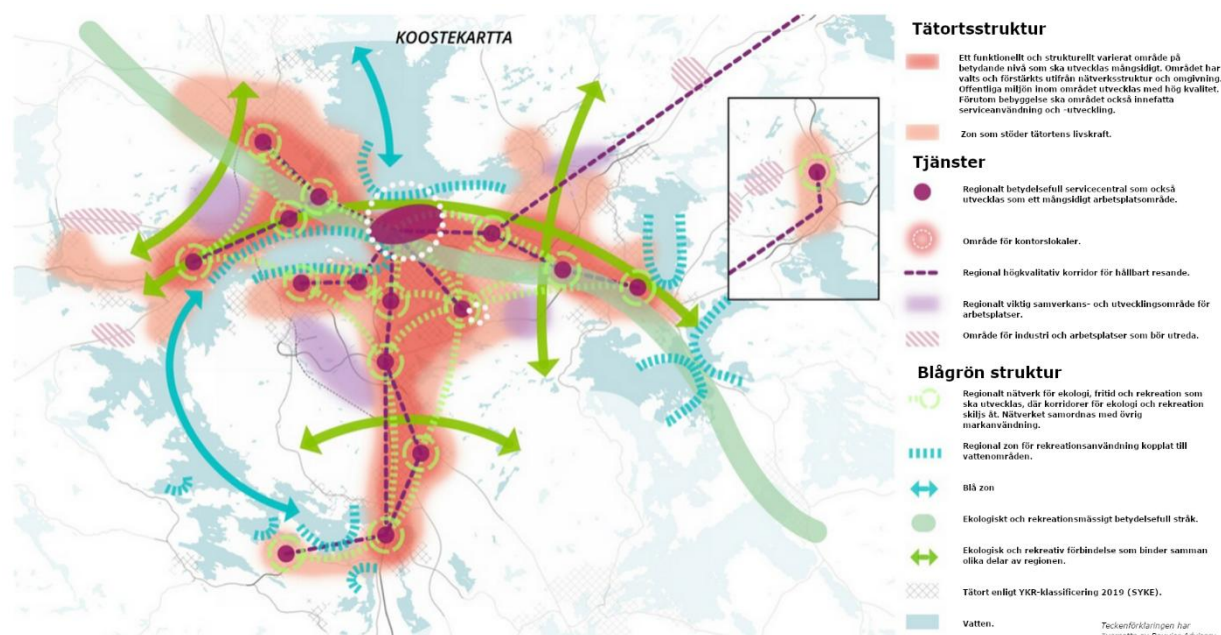 KOOSTEKARTTA
Tätortsstruktur
Ett funktionellt och strukturellt varierat område på
betydande nivå som ska utvecklas mångsidigt. Området har
valts och förstärkts utifrån nätverksstruktur och omgivning.
Offentliga miljön inom området utvecklas med hög kvalitet.
Förutom bebyggelse ska området också innefatta
serviceanvändning och -utveckling.
Zon som stöder tätortens livskraft.
Tjänster
Regionalt betydelsefull servicecentral som också
utvecklas som ett mångsidigt arbetsplatsområde.
Område för kontorslokaler.
Regional högkvalitativ korridor för hållbart resande.
Regionalt viktig samverkans- och utvecklingsområde för
arbetsplatser.
Område för industri och arbetsplatser som bör utreda.
Blågrön struktur
Regionalt nätverk för ekologi, fritid och rekreation som
ska utvecklas, där korridorer för ekologi och rekreation
skiljs åt. Nätverket samordnas med övrig
markanvändning.
Regional zon för rekreationsanvändning kopplat till
vattenområden.
Blå zon
Ekologiskt och rekreationsmässigt betydelsefull stråk.
Ekologisk och rekreativ förbindelse som binder samman
olika delar av regionen.
Tätort enligt YKR-klassificering 2019 (SYKE).
Vatten.
Teckenförklaringen har